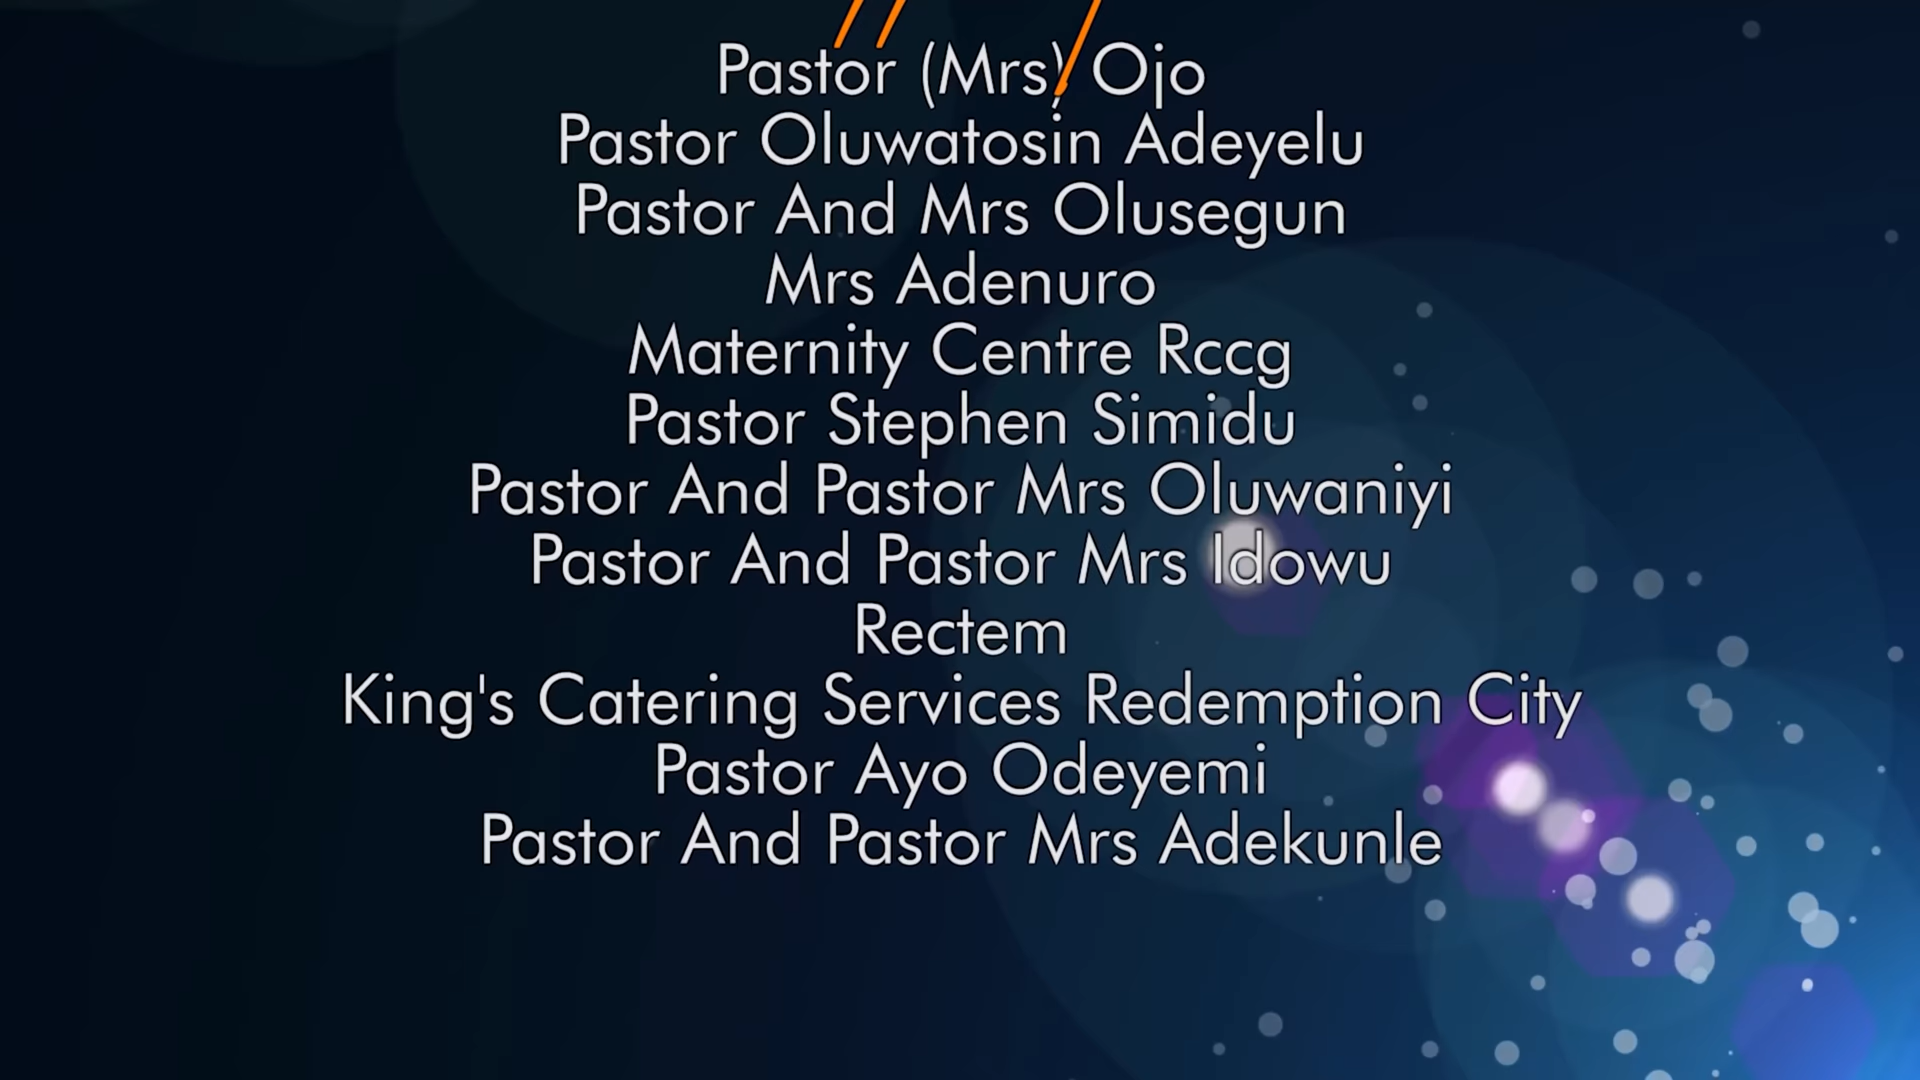 Pastor (Mrs) Ojo
Pastor Oluwatosin Adeyelu
Pastor And Mrs Olusegun
Mrs Adenuro
Maternity Centre Rccg
Pastor Stephen Simidu
Pastor And Pastor Mrs Oluwaniyi
Pastor And Pastor Mrs Idowu
Rectem
King's Catering Services Redemption City
Pastor Ayo Odeyemi
Pastor And Pastor Mrs Adekunle